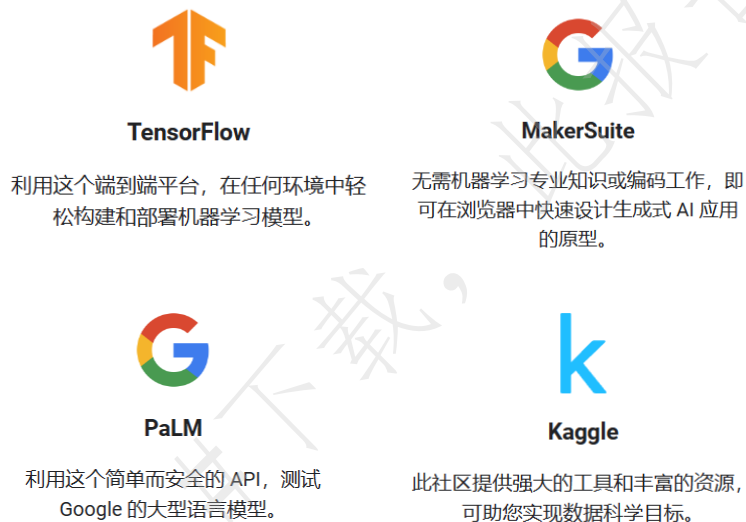 TensorFlow
利用这个端到端平台，在任何环境中轻
松构建和部署机器学习模型。
MakerSuite
无需机器学习专业知识或编码工作，即
可在浏览器中快速设计生成式 AI 应用
的原型。
PaLM
利用这个简单而安全的 API，测试
Google 的大型语言模型。
Kaggle
此社区提供强大的工具和丰富的资源，
可助您实现数据科学目标。
下载，
此报